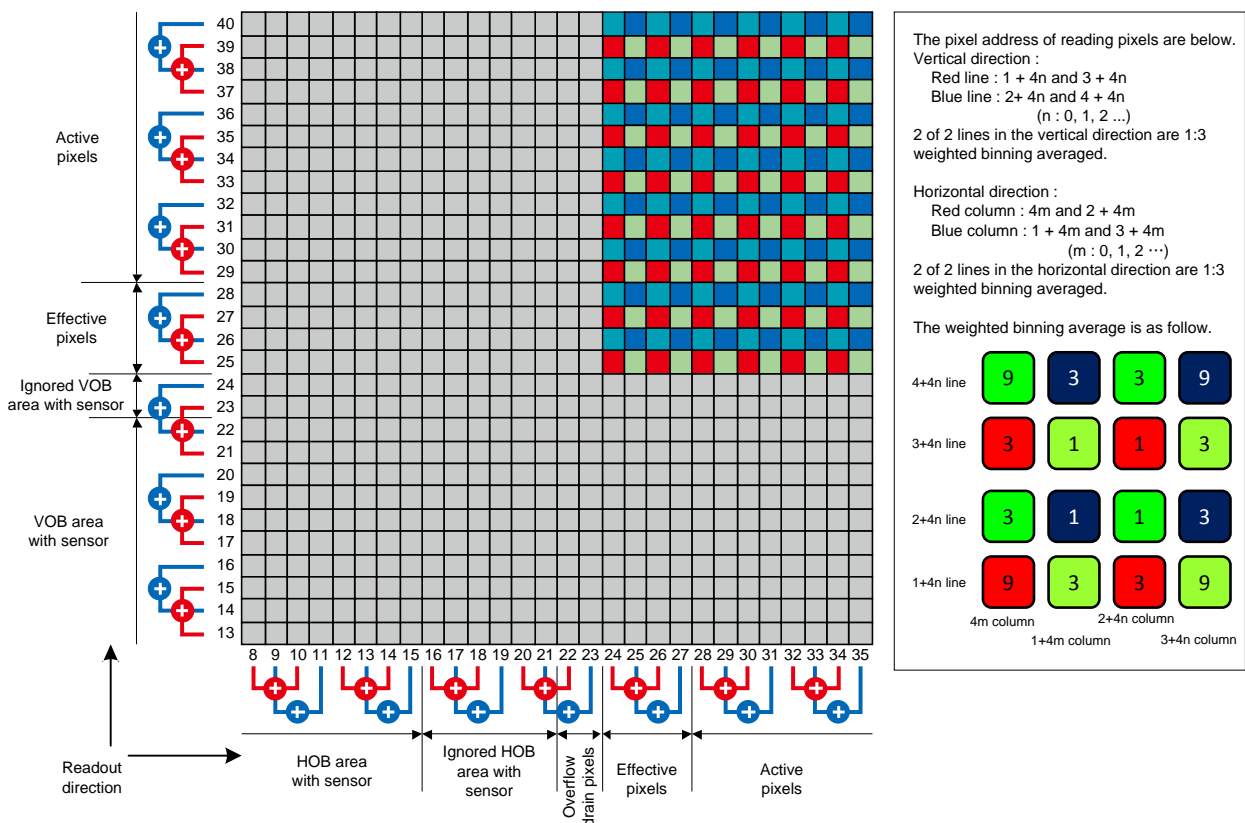 40
39
38
37
36
35
34
33
32
31
30
29
28
27
26
25
24
23
22
21
20
19
18
17
16
15
14
13
Active
pixels
Effective
pixels
Ignored VOB
area with sensor
VOB area
with sensor
Readout
direction
8 9 10 11 12 13 14 15 16 17 18 19 20 21 22 23 24 25 26 27 28 29 30 31 32 33 34 35
HOB area
with sensor
Ignored HOB
area with
sensor
Overflow
drain pixels
Effective
pixels
Active
pixels
The pixel address of reading pixels are below.
Vertical direction :
Red line : 1 + 4n and 3 + 4n
Blue line : 2+ 4n and 4 + 4n
(n : 0, 1, 2 ...)
2 of 2 lines in the vertical direction are 1:3
weighted binning averaged.
Horizontal direction :
Red column : 4m and 2 + 4m
Blue column : 1 + 4m and 3 + 4m
(m : 0, 1, 2 ⋯)
2 of 2 lines in the horizontal direction are 1:3
weighted binning averaged.
The weighted binning average is as follow.
4+4n line 9 3 3 9
3+4n line 3 1 1 3
2+4n line 3 1 1 3
1+4n line 9 3 3 9
4m column 2+4n column
1+4m column 3+4n column